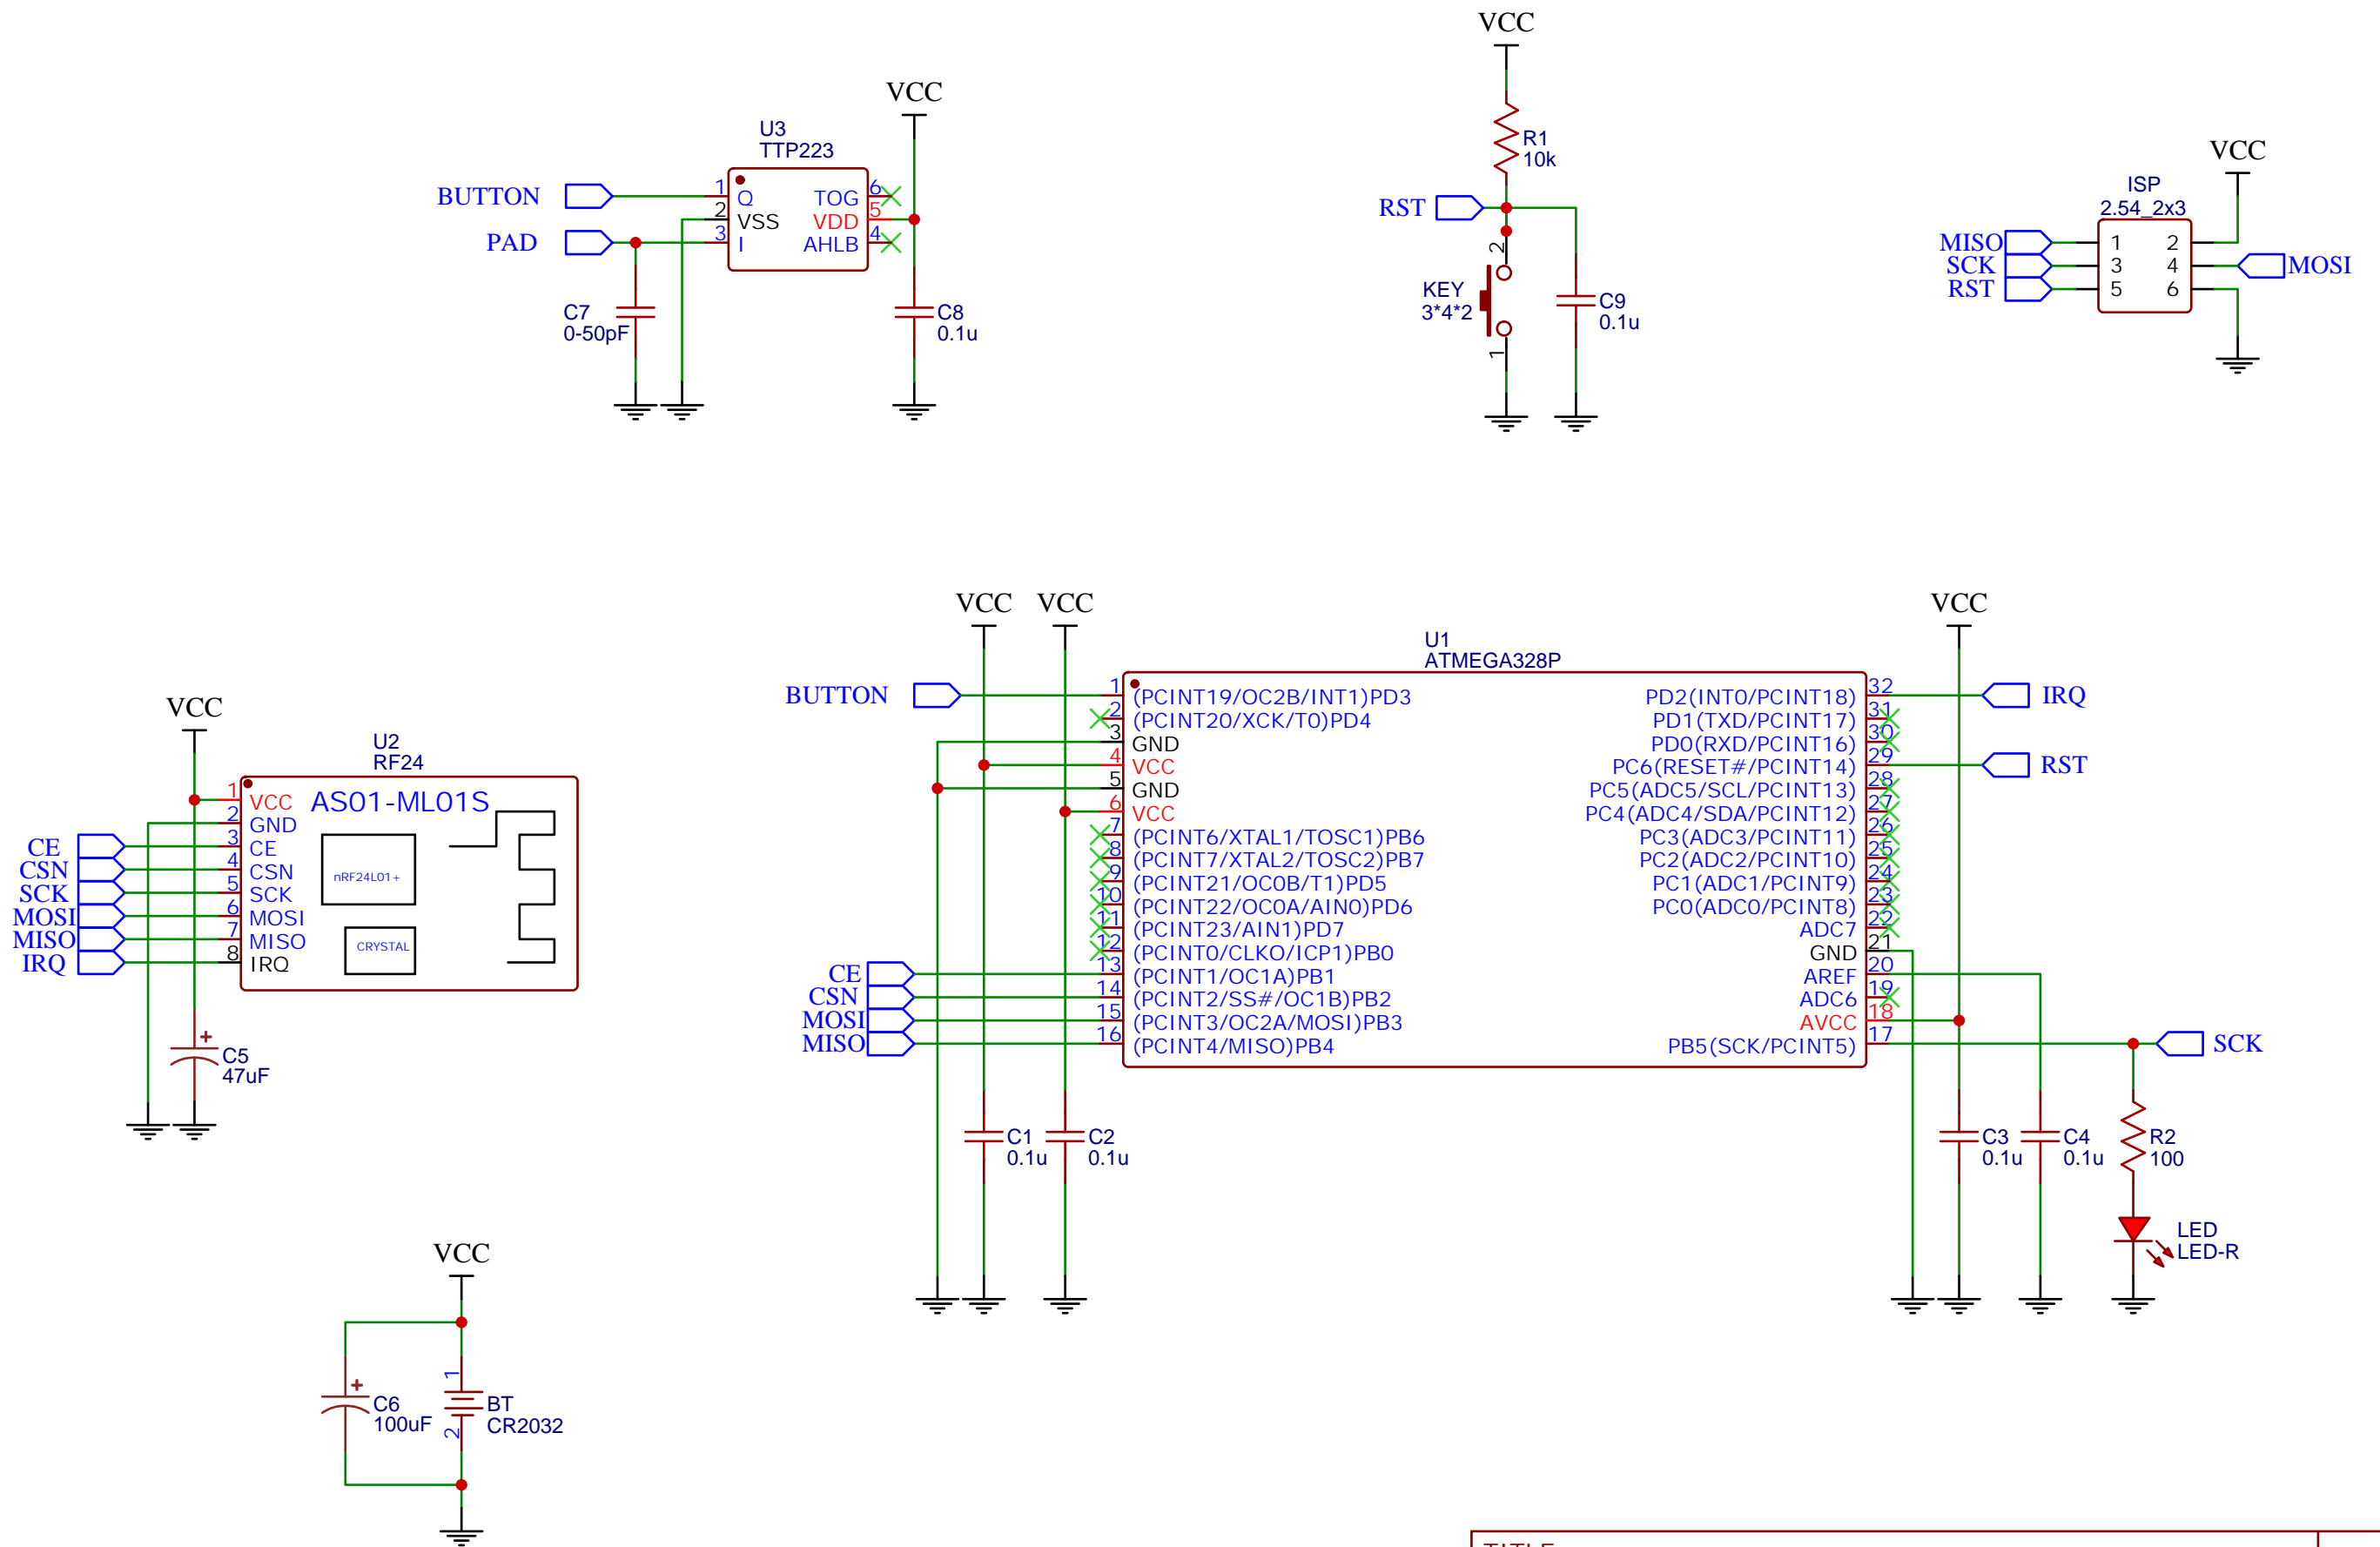 VCC
U3
TTP223
BUTTON
PAD
1
2
3
Q
VSS
I
TOG
VDD
AHLB
6
5
4
C7
0-50pF
C8
0.1u
VCC
R1
10k
RST
2
KEY
3*4*2
1
C9
0.1u
VCC
ISP
2.54_2x3
MISO
SCK
RST
1 2
3 4
5 6
MOSI
VCC
U2
RF24
AS01-ML01S
1 VCC
2 GND
CE 3 CE
CSN 4 CSN
SCK 5 SCK
MOSI 6 MOSI
MISO 7 MISO
IRQ 8 IRQ
nRF24L01+
CRYSTAL
C5
47uF
VCC
1
C6
100uF
BT
CR2032
2
VCC VCC
VCC
U1
ATMEGA328P
BUTTON 1 (PCINT19/OC2B/INT1)PD3
2 (PCINT20/XCK/T0)PD4
3 GND
4 VCC
5 GND
6 VCC
7 (PCINT6/XTAL1/TOSC1)PB6
8 (PCINT7/XTAL2/TOSC2)PB7
9 (PCINT21/OC0B/T1)PD5
10 (PCINT22/OC0A/AIN0)PD6
11 (PCINT23/AIN1)PD7
12 (PCINT0/CLKO/ICP1)PB0
CE 13 (PCINT1/OC1A)PB1
CSN 14 (PCINT2/SS#/OC1B)PB2
MOSI 15 (PCINT3/OC2A/MOSI)PB3
MISO 16 (PCINT4/MISO)PB4
PD2(INT0/PCINT18) 32 IRQ
PD1(TXD/PCINT17) 31
PD0(RXD/PCINT16) 30
PC6(RESET#/PCINT14) 29 RST
PC5(ADC5/SCL/PCINT13) 28
PC4(ADC4/SDA/PCINT12) 27
PC3(ADC3/PCINT11) 26
PC2(ADC2/PCINT10) 25
PC1(ADC1/PCINT9) 24
PC0(ADC0/PCINT8) 23
ADC7 22
GND 21
AREF 20
ADC6 19
AVCC 18
PB5(SCK/PCINT5) 17 SCK
C1
0.1u
C2
0.1u
C3
0.1u
C4
0.1u
R2
100
LED
LED-R